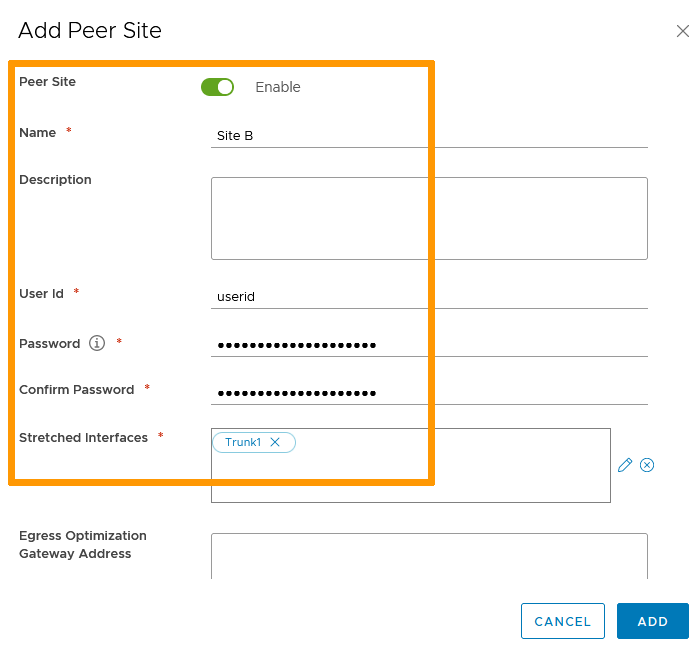 Add Peer Site
Peer Site
Enable
Name *
Site B
Description
User Id *
userid
Password *
••••••••••••••••••••
Confirm Password *
••••••••••••••••••••
Stretched Interfaces *
Trunk1
Egress Optimization
Gateway Address
CANCEL
ADD